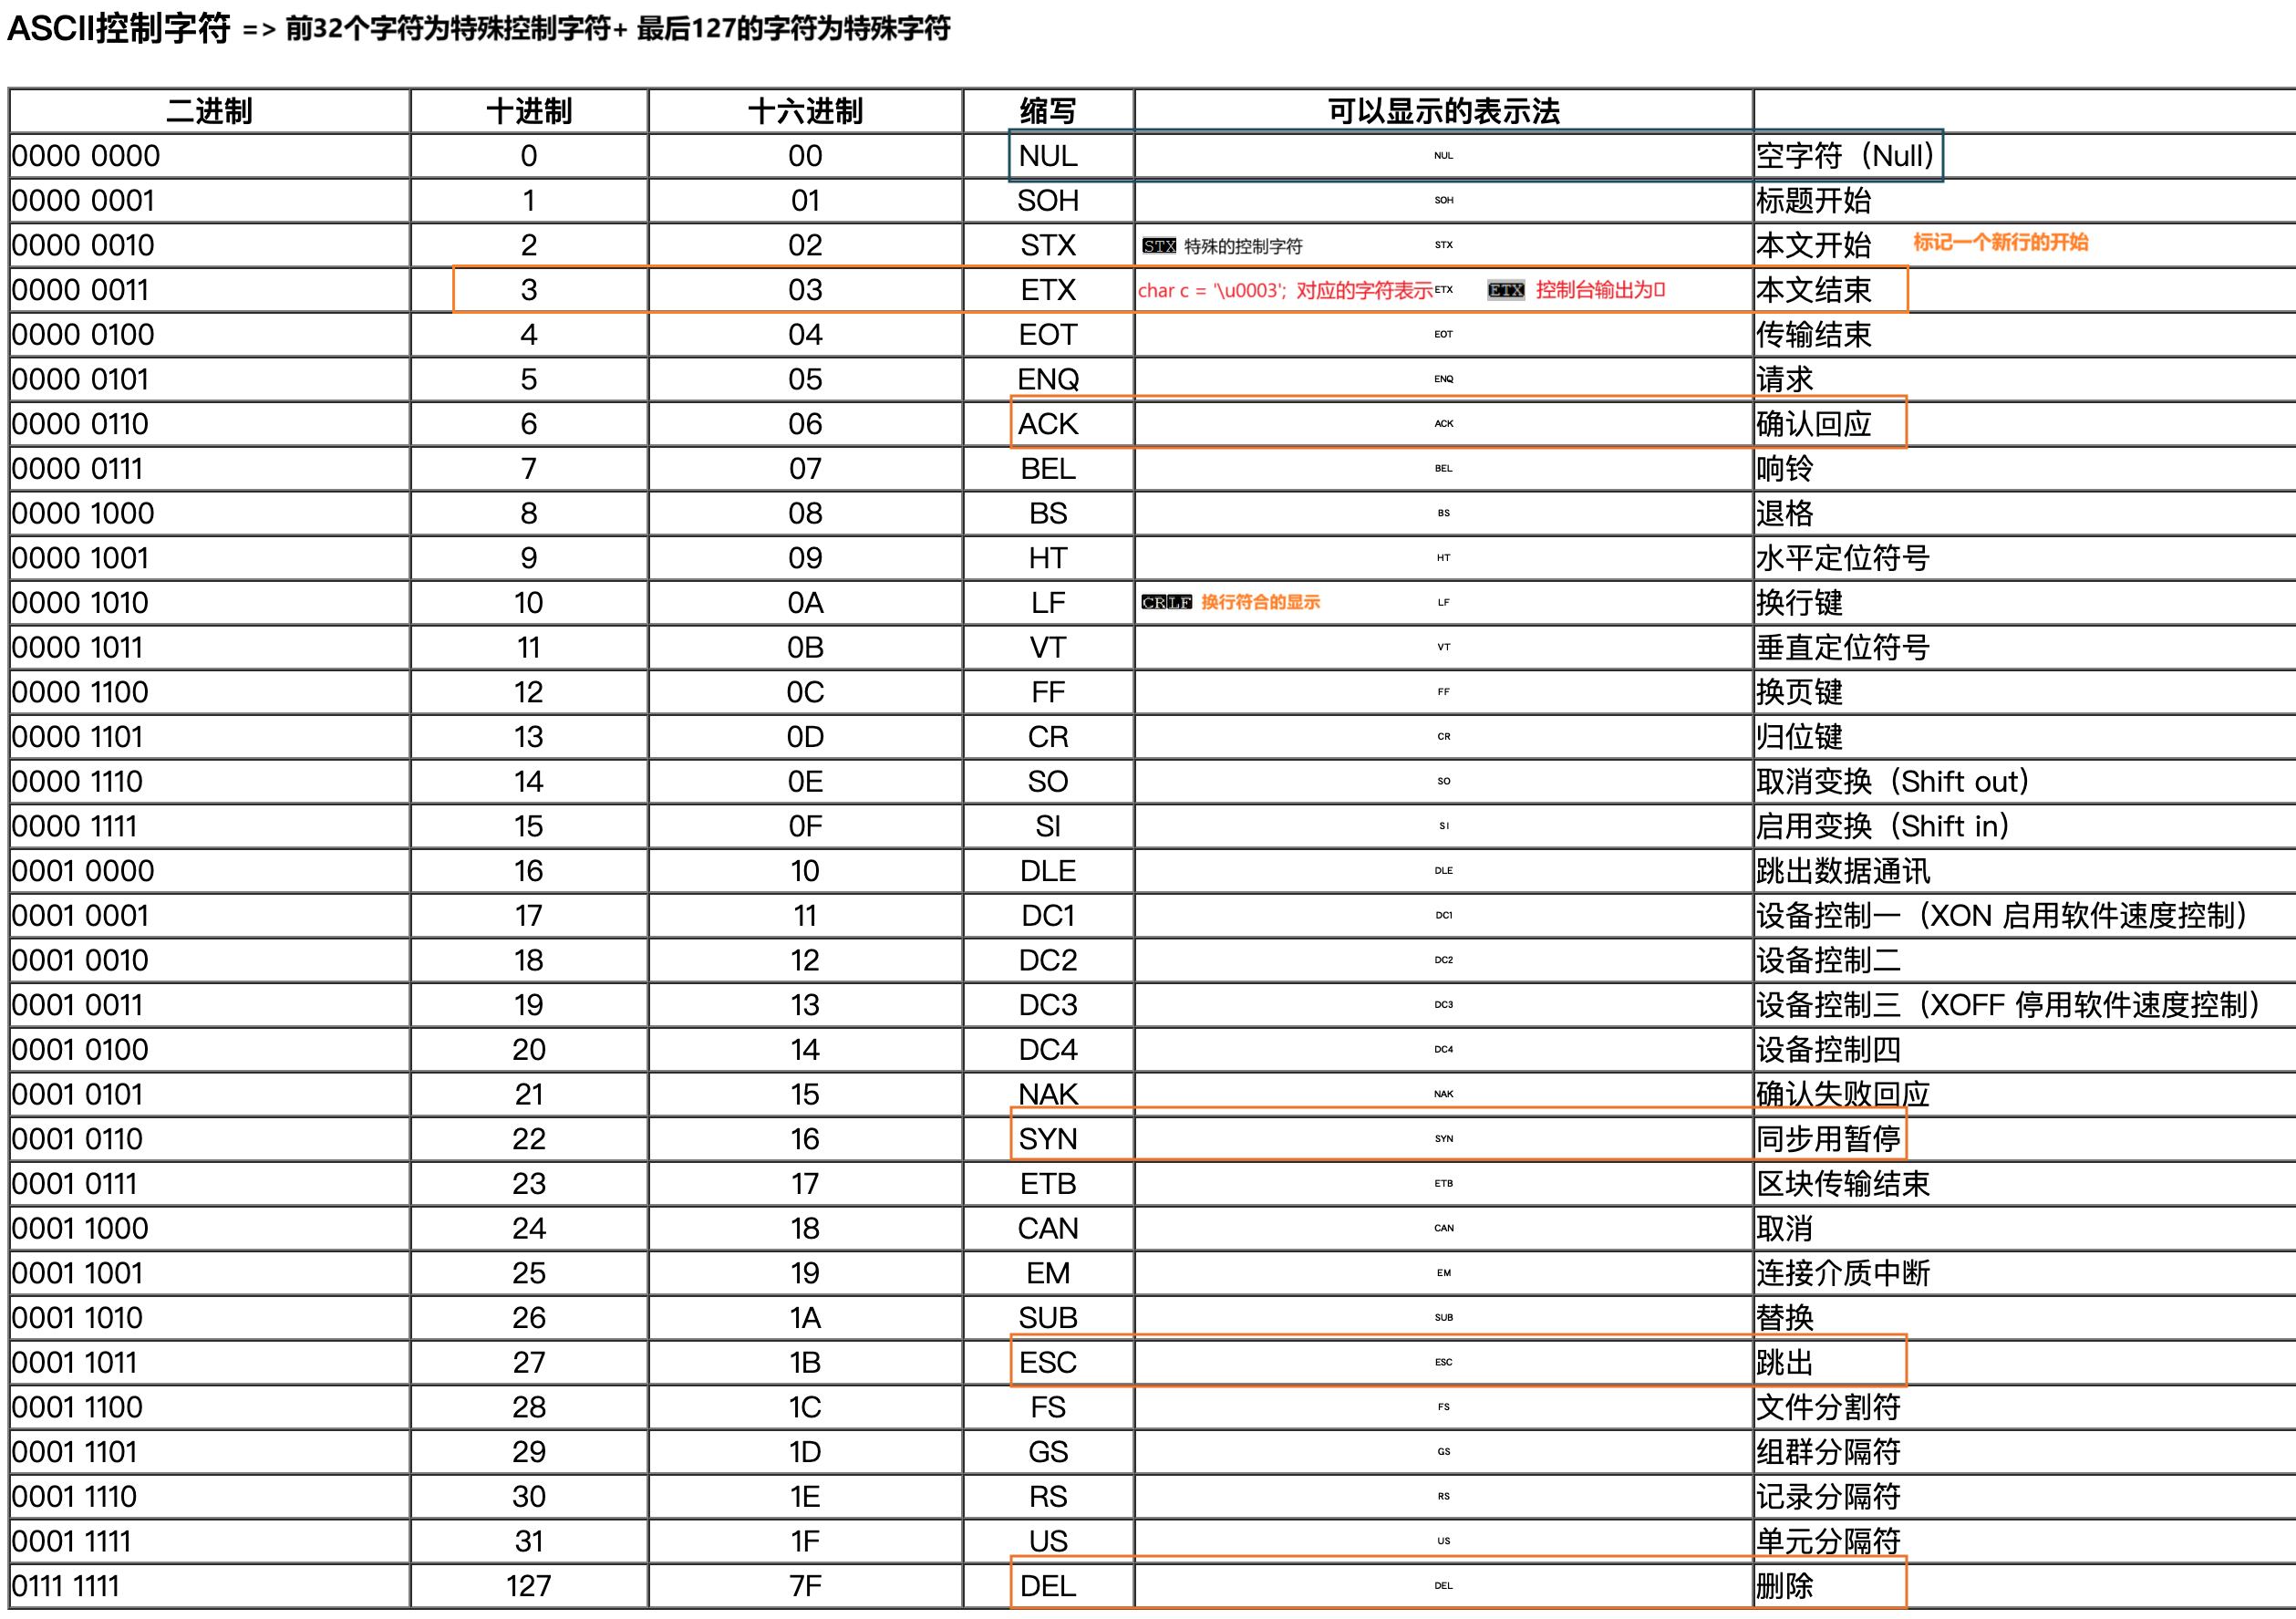 ASCII控制字符 => 前32个字符为特殊控制字符+ 最后127的字符为特殊字符
二进制 十进制 十六进制 缩写 可以显示的表示法
0000 0000 0 00 NUL NUL 空字符（Null）
0000 0001 1 01 SOH SOH 标题开始
0000 0010 2 02 STX STX 特殊的控制字符 STX 本文开始 标记一个新行的开始
0000 0011 3 03 ETX char c = '\u0003'; 对应的字符表示 ETX ETX 控制台输出为▯ 本文结束
0000 0100 4 04 EOT EOT 传输结束
0000 0101 5 05 ENQ ENQ 请求
0000 0110 6 06 ACK ACK 确认回应
0000 0111 7 07 BEL BEL 响铃
0000 1000 8 08 BS BS 退格
0000 1001 9 09 HT HT 水平定位符号
0000 1010 10 0A LF CRLF 换行符合的显示 LF 换行键
0000 1011 11 0B VT VT 垂直定位符号
0000 1100 12 0C FF FF 换页键
0000 1101 13 0D CR CR 归位键
0000 1110 14 0E SO SO 取消变换（Shift out）
0000 1111 15 0F SI SI 启用变换（Shift in）
0001 0000 16 10 DLE DLE 跳出数据通讯
0001 0001 17 11 DC1 DC1 设备控制一（XON 启用软件速度控制）
0001 0010 18 12 DC2 DC2 设备控制二
0001 0011 19 13 DC3 DC3 设备控制三（XOFF 停用软件速度控制）
0001 0100 20 14 DC4 DC4 设备控制四
0001 0101 21 15 NAK NAK 确认失败回应
0001 0110 22 16 SYN SYN 同步用暂停
0001 0111 23 17 ETB ETB 区块传输结束
0001 1000 24 18 CAN CAN 取消
0001 1001 25 19 EM EM 连接介质中断
0001 1010 26 1A SUB SUB 替换
0001 1011 27 1B ESC ESC 跳出
0001 1100 28 1C FS FS 文件分割符
0001 1101 29 1D GS GS 组群分隔符
0001 1110 30 1E RS RS 记录分隔符
0001 1111 31 1F US US 单元分隔符
0111 1111 127 7F DEL DEL 删除